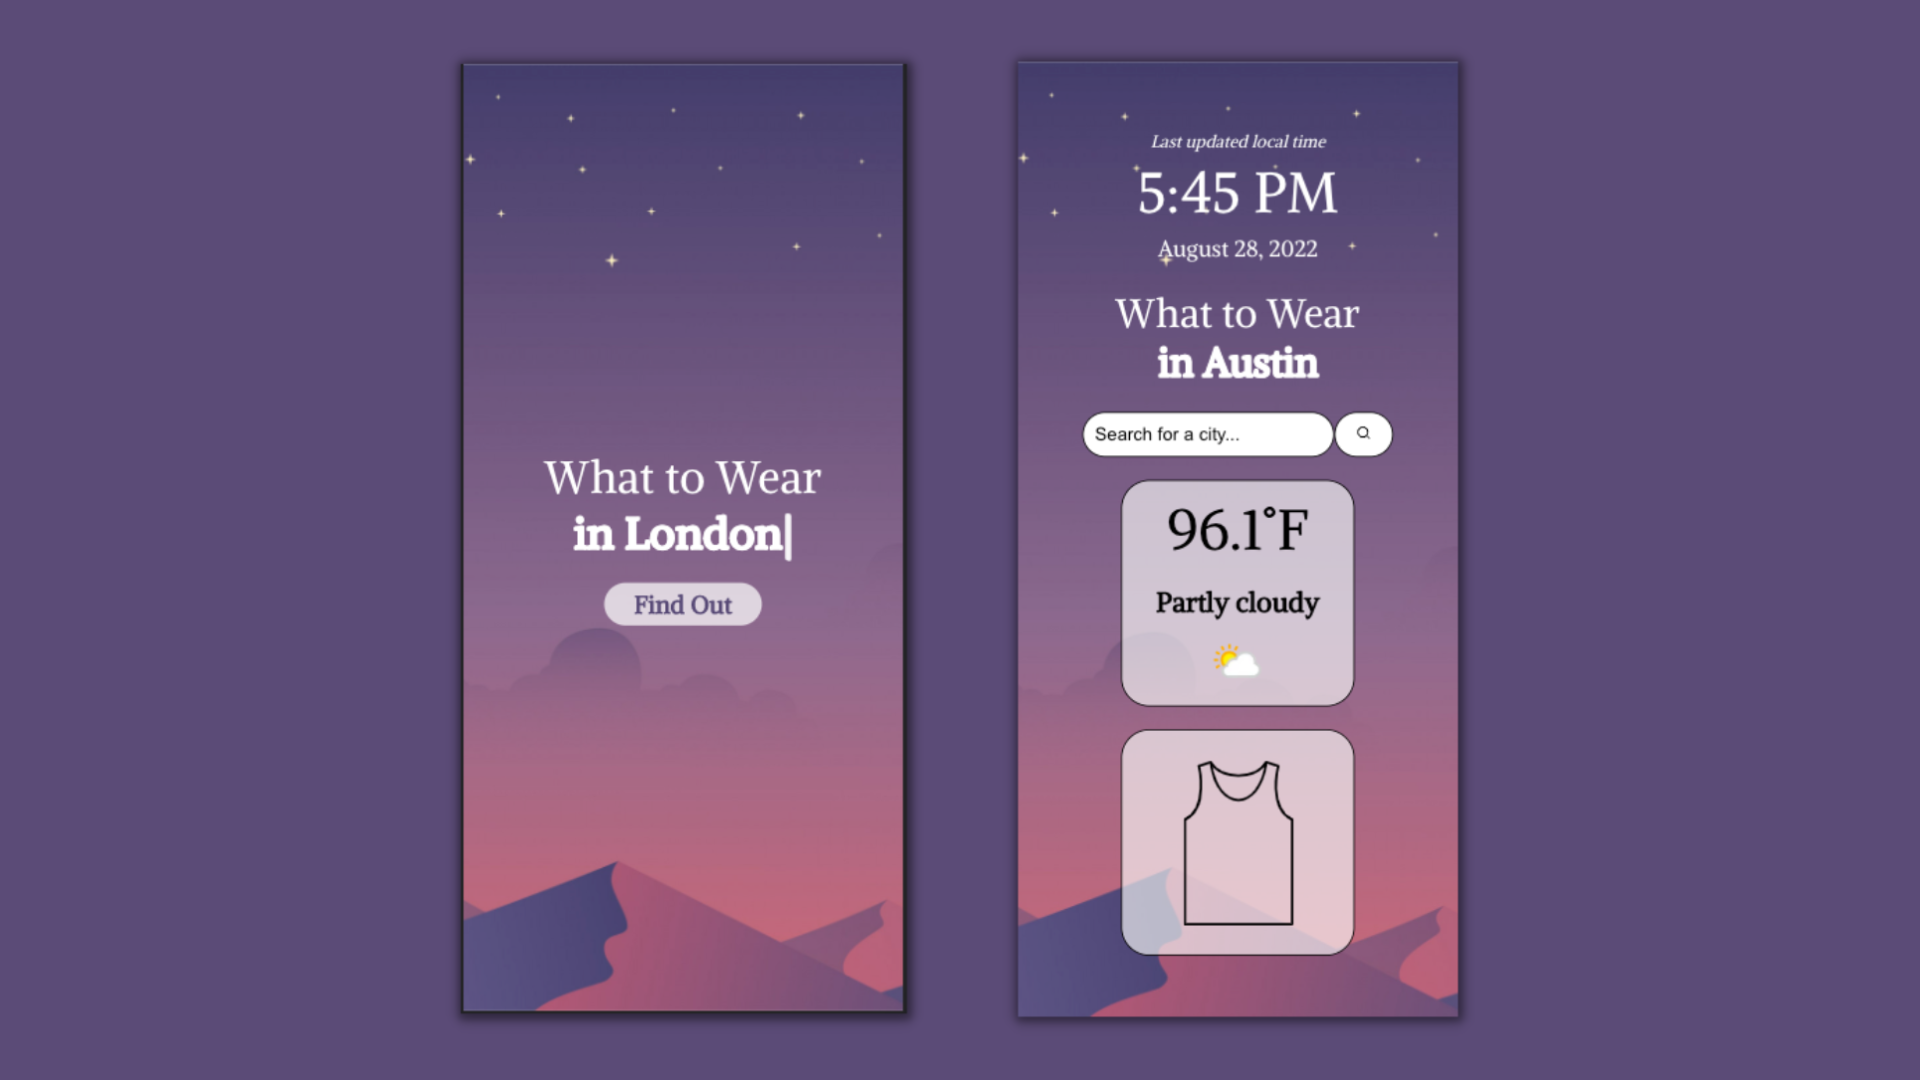 What to Wear
in London|
Find Out
Last updated local time
5:45 PM
August 28, 2022
What to Wear
in Austin
Search for a city...
96.1°F
Partly cloudy